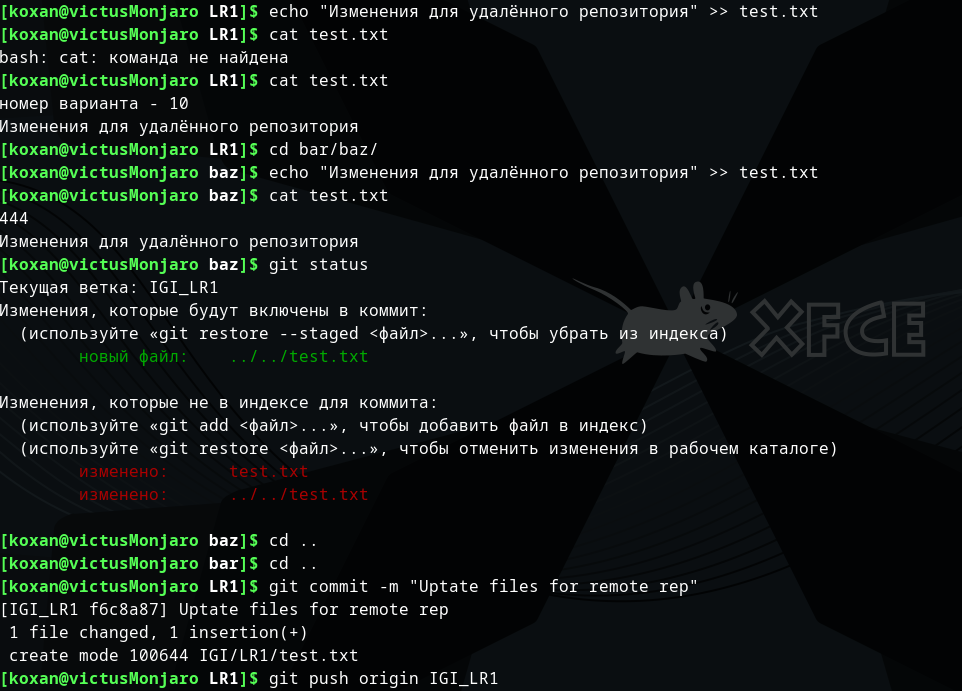 [koxan@victusMonjaro LR1]$ echo "Изменения для удалённого репозитория" >> test.txt
[koxan@victusMonjaro LR1]$ cat test.txt
bash: cat: команда не найдена
[koxan@victusMonjaro LR1]$ cat test.txt
номер варианта - 10
Изменения для удалённого репозитория
[koxan@victusMonjaro LR1]$ cd bar/baz/
[koxan@victusMonjaro baz]$ echo "Изменения для удалённого репозитория" >> test.txt
[koxan@victusMonjaro baz]$ cat test.txt
444
Изменения для удалённого репозитория
[koxan@victusMonjaro baz]$ git status
Текущая ветка: IGI_LR1
Изменения, которые будут включены в коммит:
  (используйте «git restore --staged <файл>...», чтобы убрать из индекса)
        новый файл:    ../../test.txt
XFCE
Изменения, которые не в индексе для коммита:
  (используйте «git add <файл>...», чтобы добавить файл в индекс)
  (используйте «git restore <файл>...», чтобы отменить изменения в рабочем каталоге)
        изменено:      test.txt
        изменено:      ../../test.txt
[koxan@victusMonjaro baz]$ cd ..
[koxan@victusMonjaro bar]$ cd ..
[koxan@victusMonjaro LR1]$ git commit -m "Uptate files for remote rep"
[IGI_LR1 f6c8a87] Uptate files for remote rep
 1 file changed, 1 insertion(+)
 create mode 100644 IGI/LR1/test.txt
[koxan@victusMonjaro LR1]$ git push origin IGI_LR1